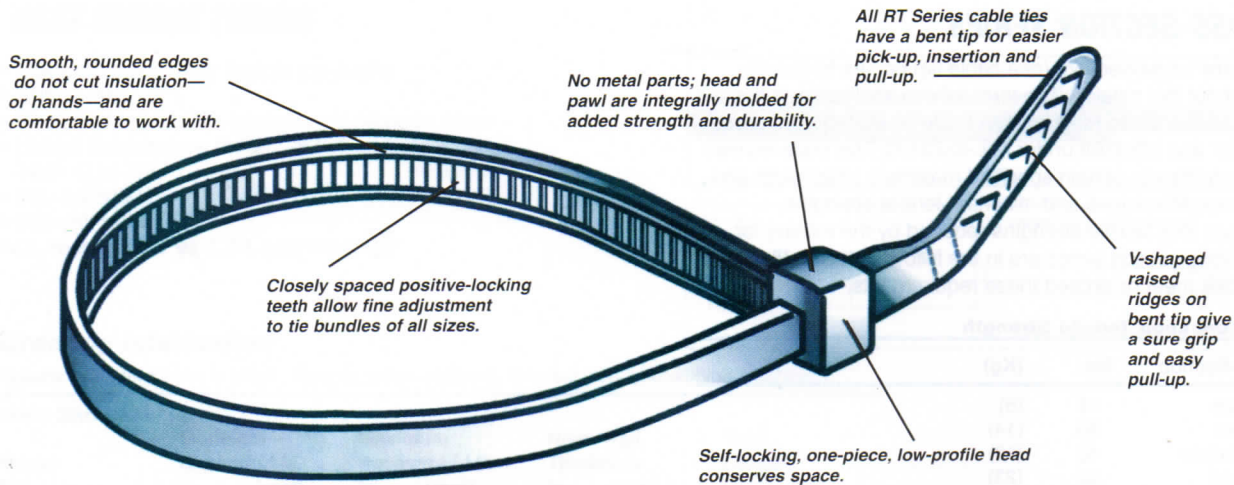 All RT Series cable ties
have a bent tip for easier
pick-up, insertion and
pull-up.
Smooth, rounded edges
do not cut insulation—
or hands—and are
comfortable to work with.
No metal parts; head and
pawl are integrally molded for
added strength and durability.
Closely spaced positive-locking
teeth allow fine adjustment
to tie bundles of all sizes.
V-shaped
raised
ridges on
bent tip give
a sure grip
and easy
pull-up.
Self-locking, one-piece, low-profile head
conserves space.